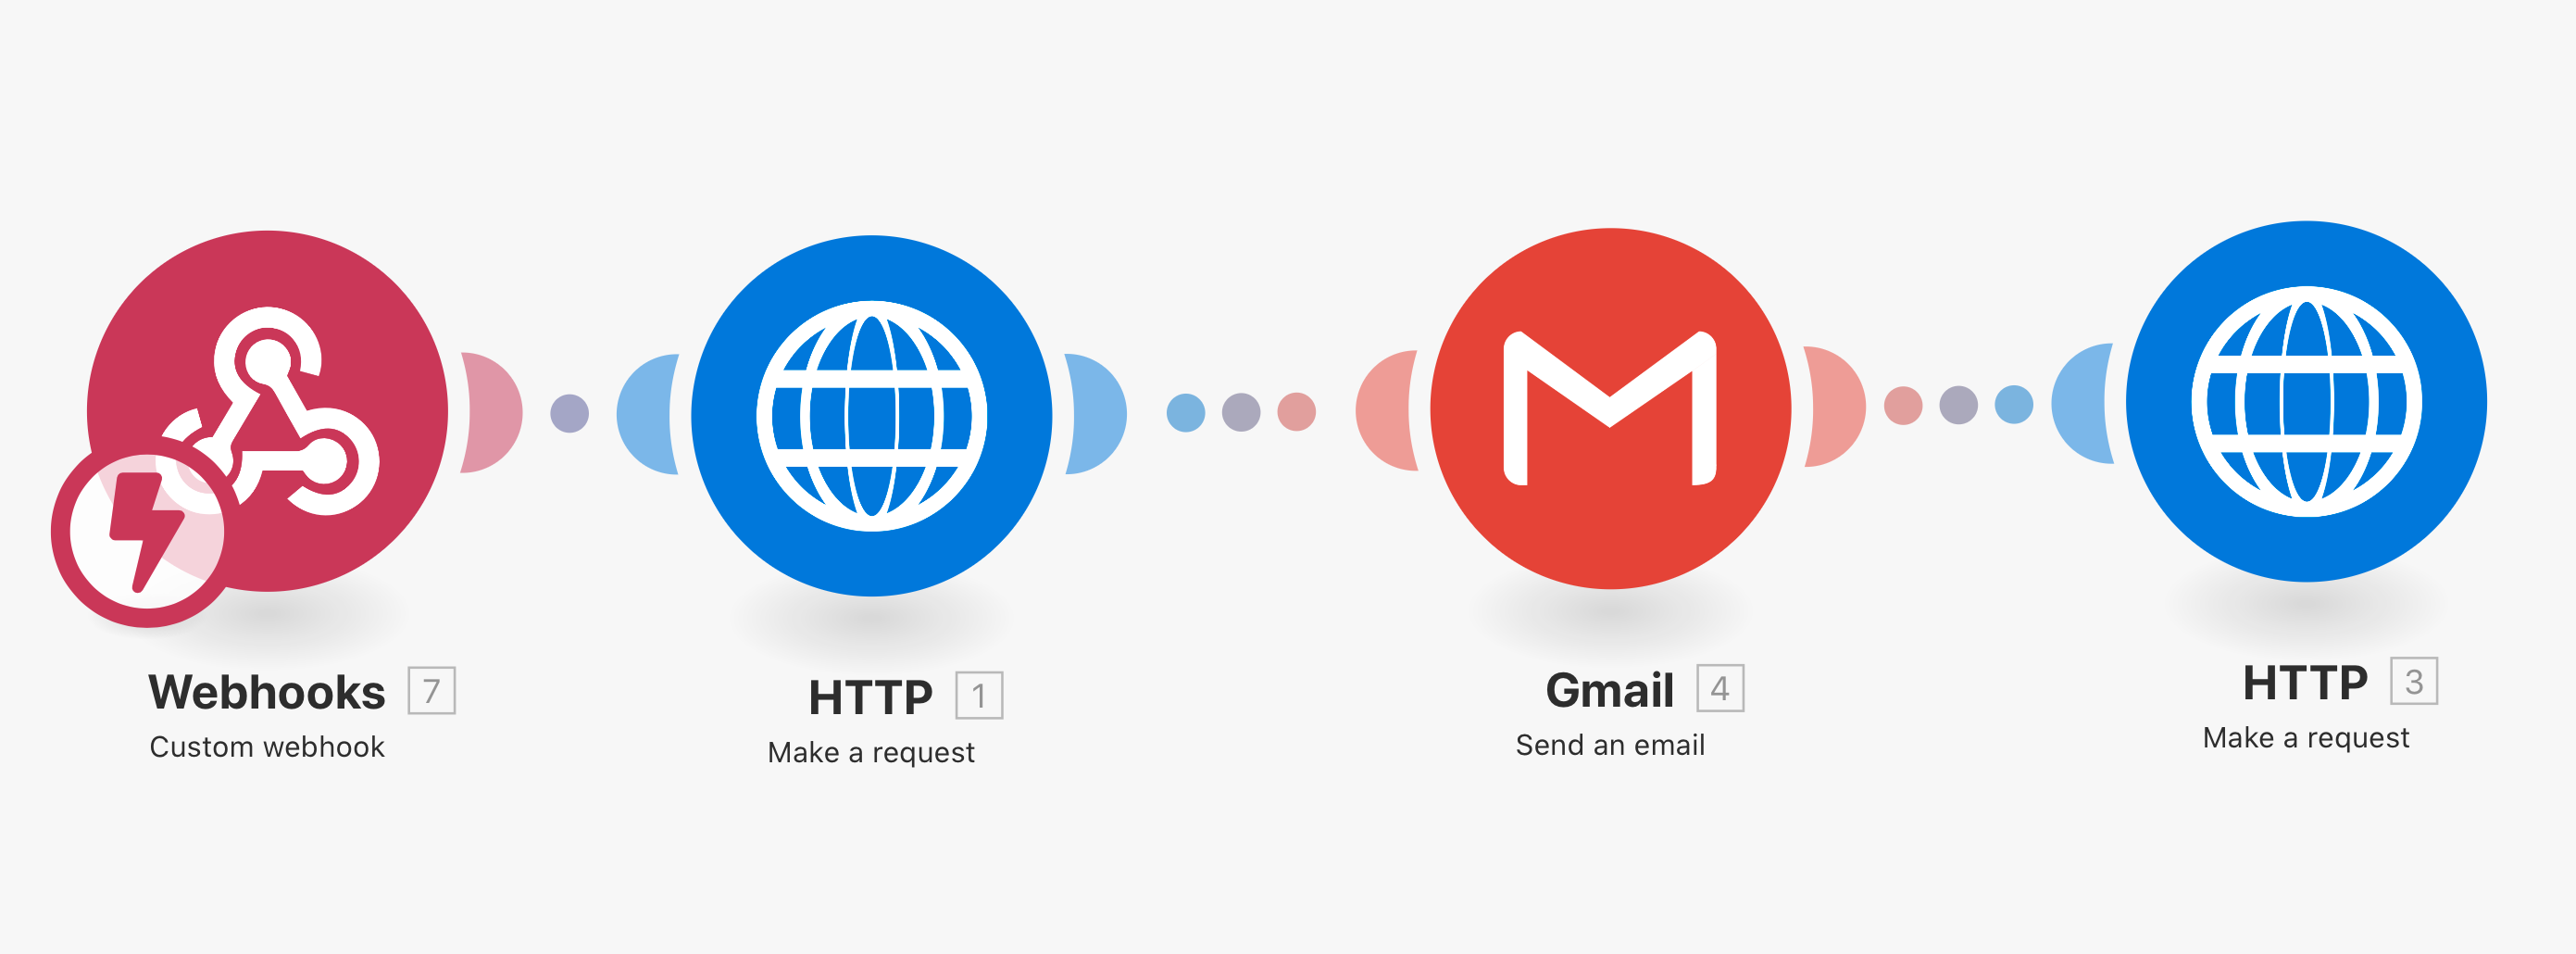 Webhooks 7
Custom webhook
HTTP 1
Make a request
Gmail 4
Send an email
HTTP 3
Make a request